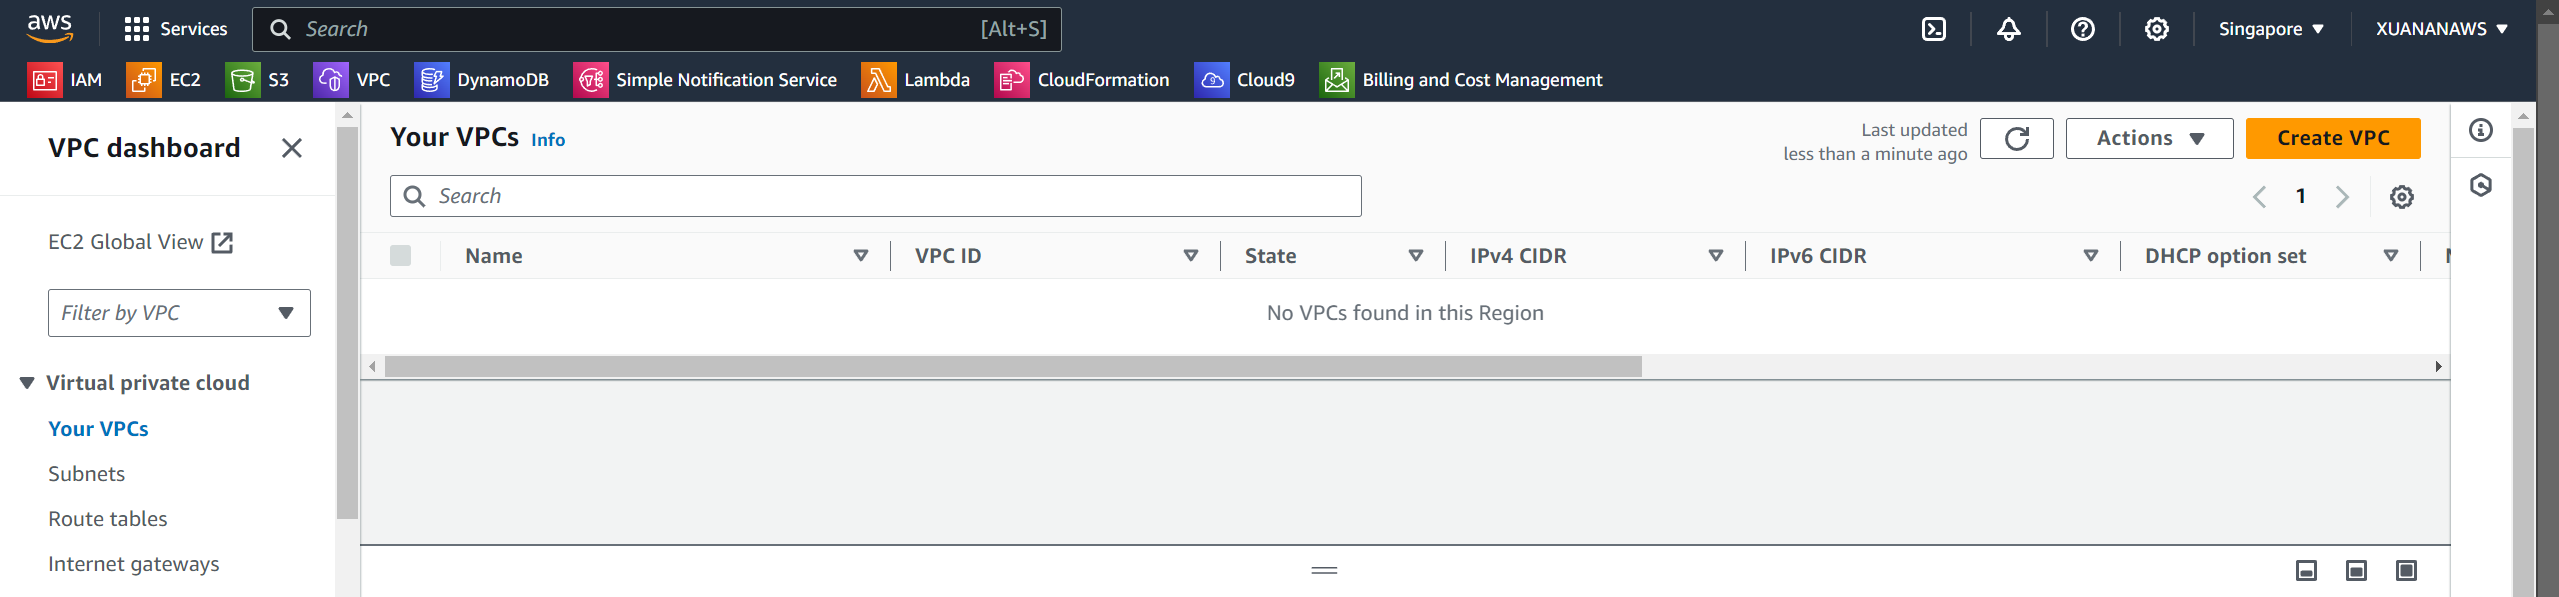 aws Services Search [Alt+S] Singapore XUANANAWS
IAM EC2 S3 VPC DynamoDB Simple Notification Service Lambda CloudFormation Cloud9 Billing and Cost Management
VPC dashboard
EC2 Global View
Filter by VPC
Virtual private cloud
Your VPCs
Subnets
Route tables
Internet gateways
Your VPCs Info
Last updated
less than a minute ago
Actions
Create VPC
Search
1
Name VPC ID State IPv4 CIDR IPv6 CIDR DHCP option set
No VPCs found in this Region